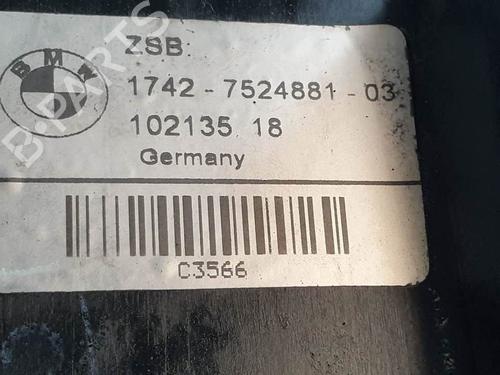 BMW
ZSB:
1742 - 7524881 - 03
102135 18
Germany
C3566
B-PARTS